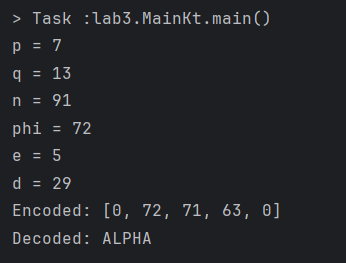 > Task :lab3.MainKt.main()
p = 7
q = 13
n = 91
phi = 72
e = 5
d = 29
Encoded: [0, 72, 71, 63, 0]
Decoded: ALPHA